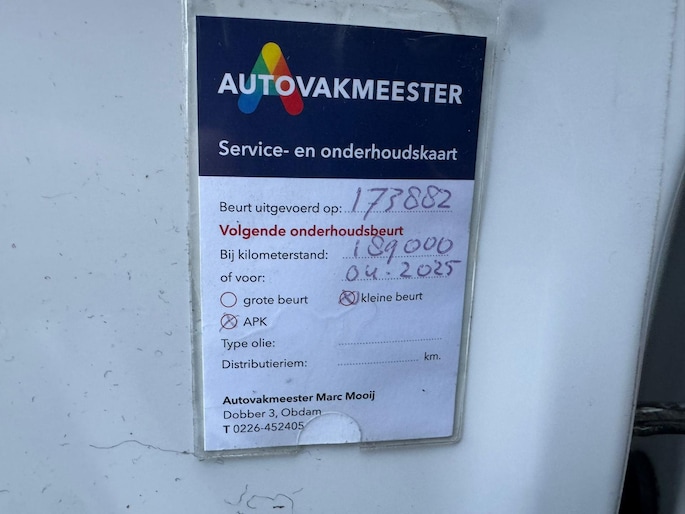 AUTOVAKMEESTER
Service- en onderhoudskaart
Beurt uitgevoerd op: 173882
Volgende onderhoudsbeurt
Bij kilometerstand: 189000
of voor: 04-2025
grote beurt kleine beurt
APK
Type olie:
Distributieriem: km.
Autovakmeester Marc Mooij
Dobber 3, Obdam
T 0226-452405